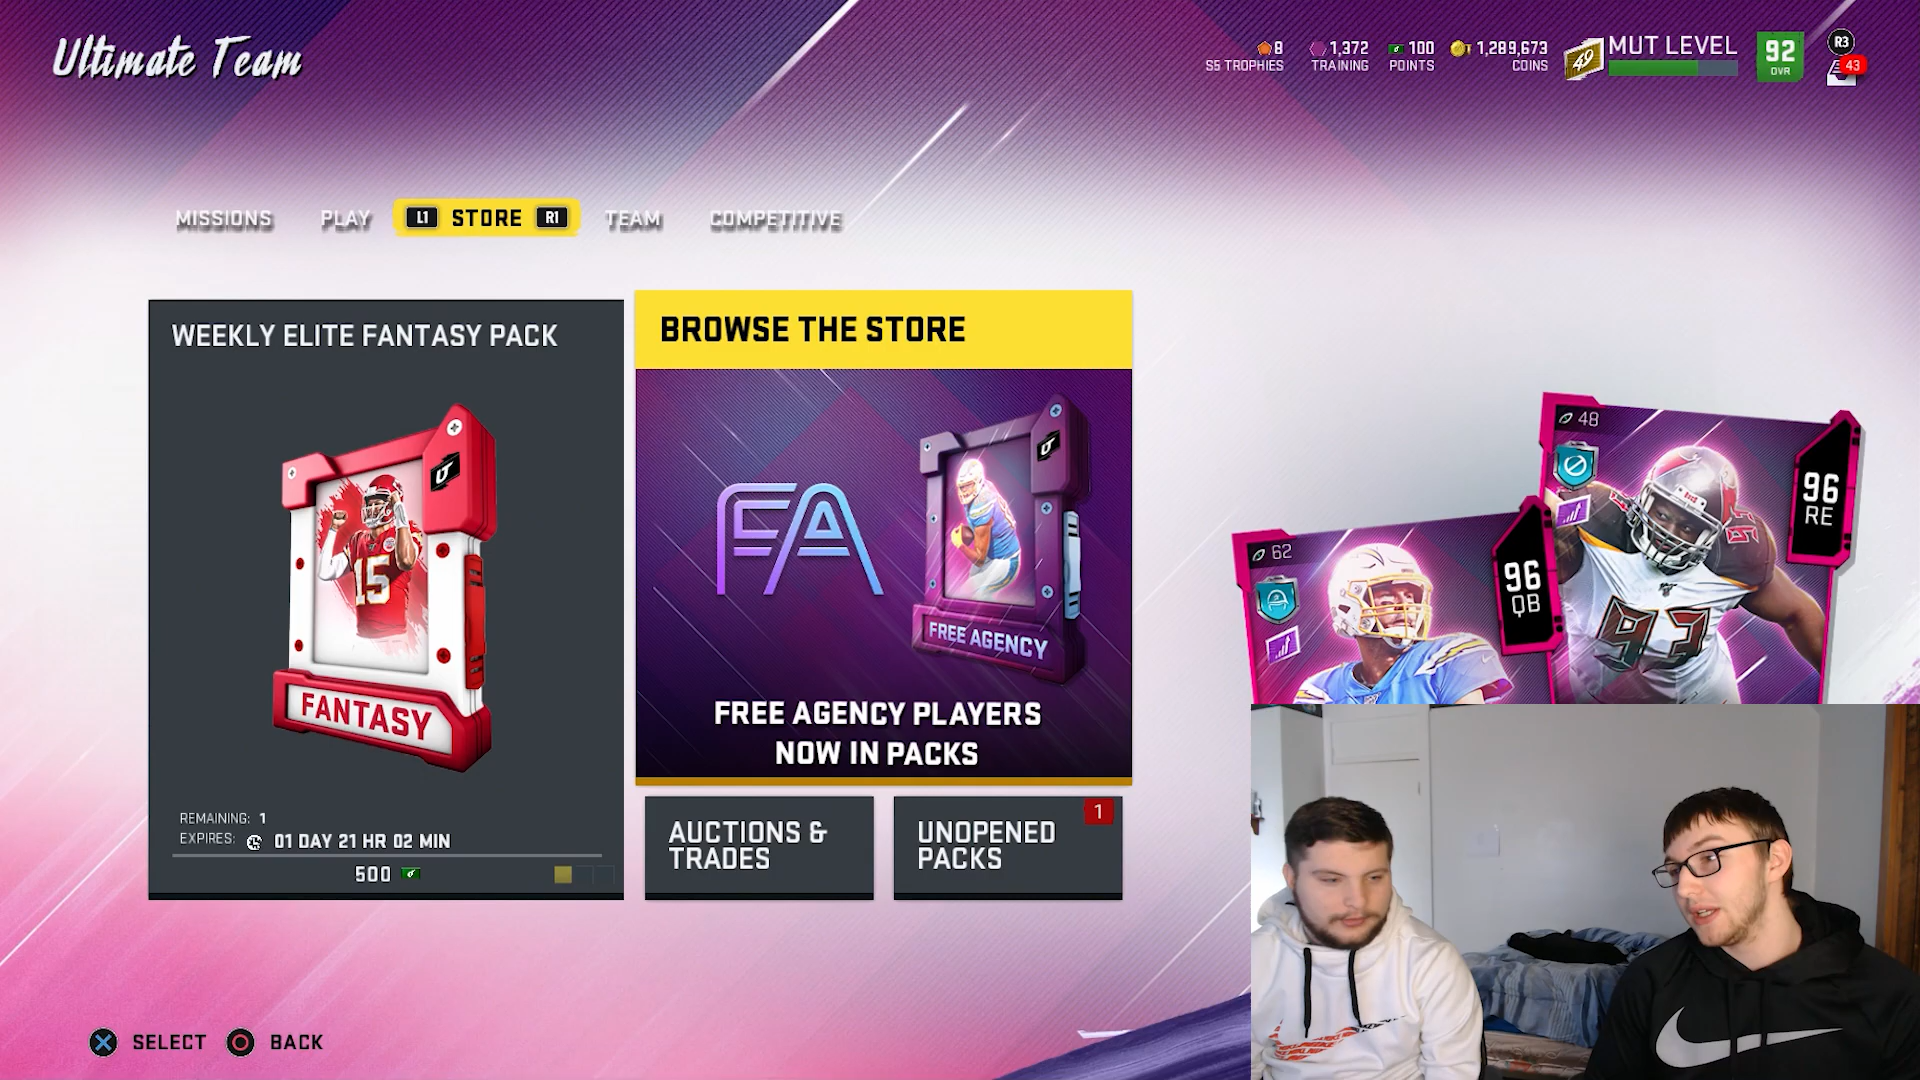 Ultimate Team
8
S5 TROPHIES
1,372
TRAINING
100
POINTS
1,289,673
COINS
49
MUT LEVEL
92
OVR
R3
43
MISSIONS
PLAY
L1 STORE R1
TEAM
COMPETITIVE
WEEKLY ELITE FANTASY PACK
UT
15
FANTASY
REMAINING: 1
EXPIRES: 01 DAY 21 HR 02 MIN
500
BROWSE THE STORE
FA
UT
FREE AGENCY
FREE AGENCY PLAYERS
NOW IN PACKS
AUCTIONS &
TRADES
UNOPENED
PACKS
1
48
96
RE
93
62
96
QB
SELECT
BACK